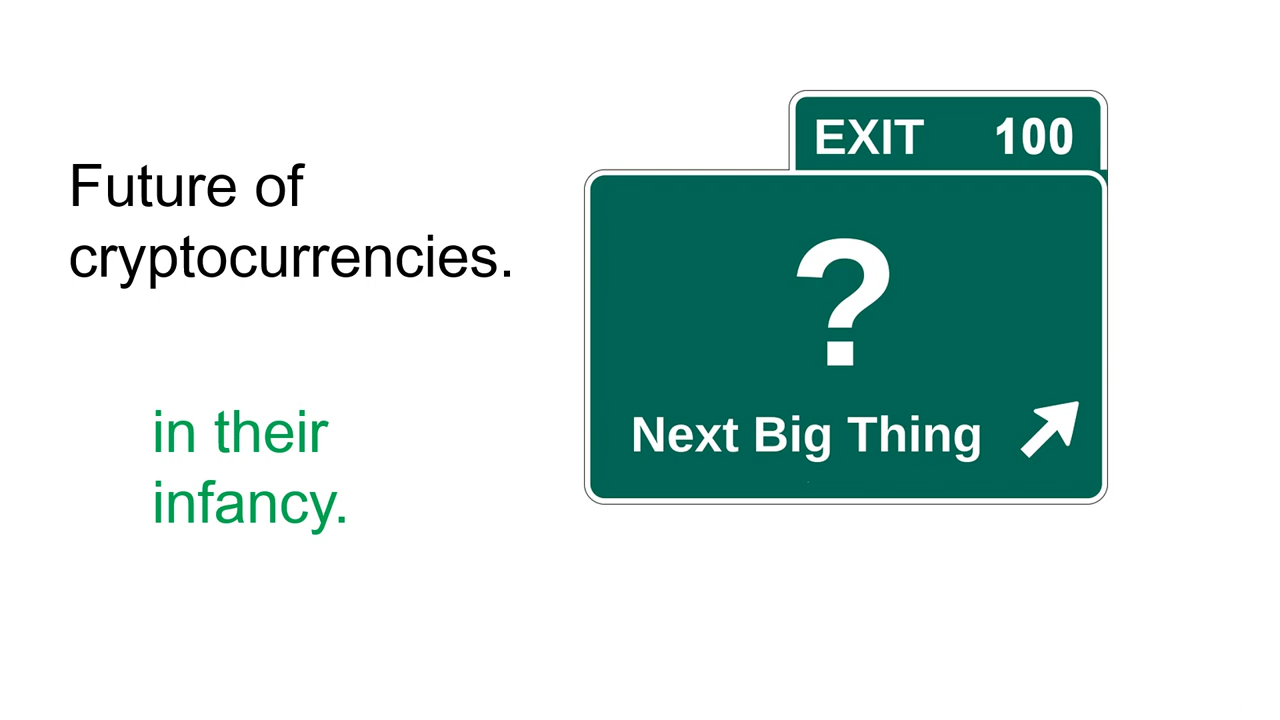 Future of
cryptocurrencies.
in their
infancy.
EXIT 100
?
Next Big Thing